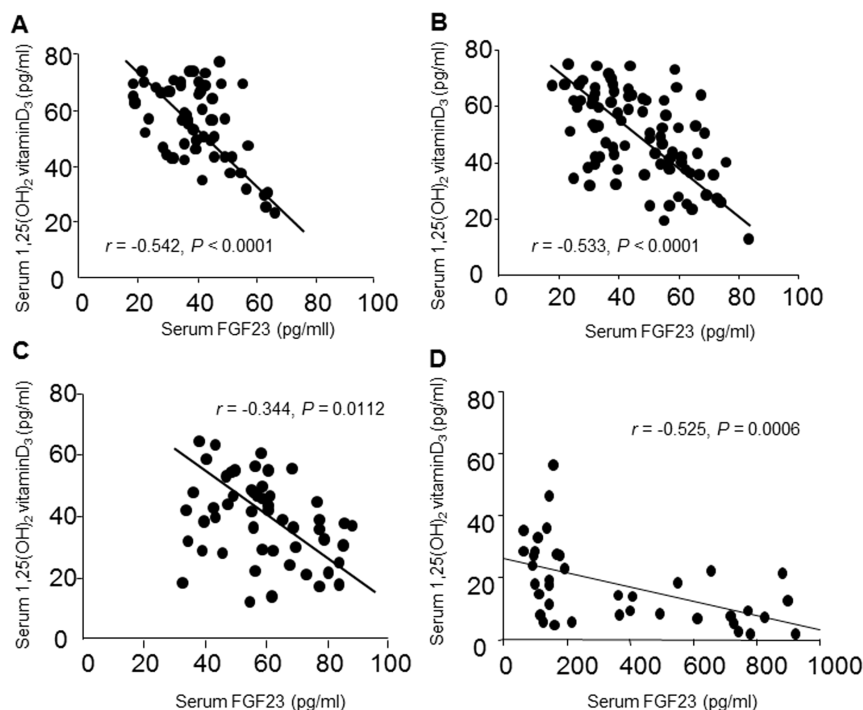 A
Serum 1,25(OH)2 vitaminD3 (pg/ml)
80
60
40
20
0
r = -0.542, P < 0.0001
0 20 40 60 80 100
Serum FGF23 (pg/mll)
B
Serum 1,25(OH)2 vitaminD3 (pg/ml)
80
60
40
20
0
r = -0.533, P < 0.0001
0 20 40 60 80 100
Serum FGF23 (pg/ml)
C
Serum 1,25(OH)2 vitaminD3 (pg/ml)
80
60
40
20
0
r = -0.344, P = 0.0112
0 20 40 60 80 100
Serum FGF23 (pg/ml)
D
Serum 1,25(OH)2 vitaminD3 (pg/ml)
80
60
40
20
0
r = -0.525, P = 0.0006
0 200 400 600 800 1000
Serum FGF23 (pg/ml)